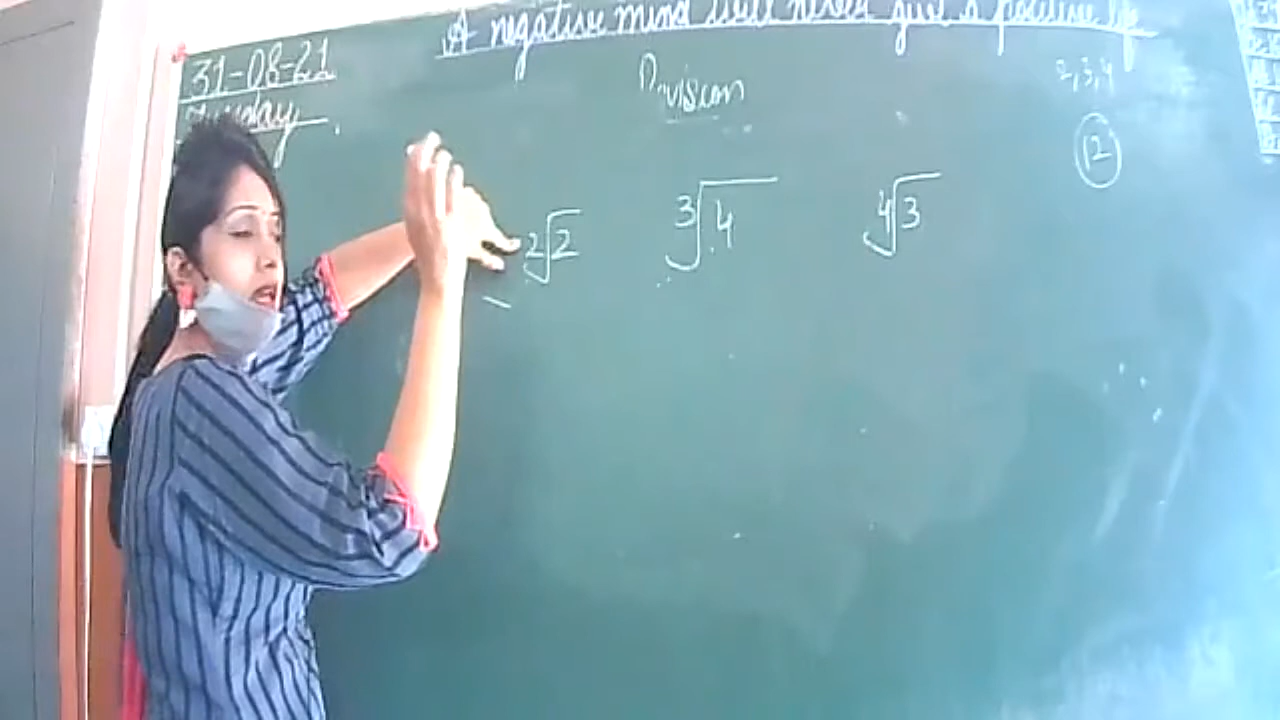 A negative mind will never give a positive life
31-08-21
Division
2,3,4
12
2√2 3√4 4√3